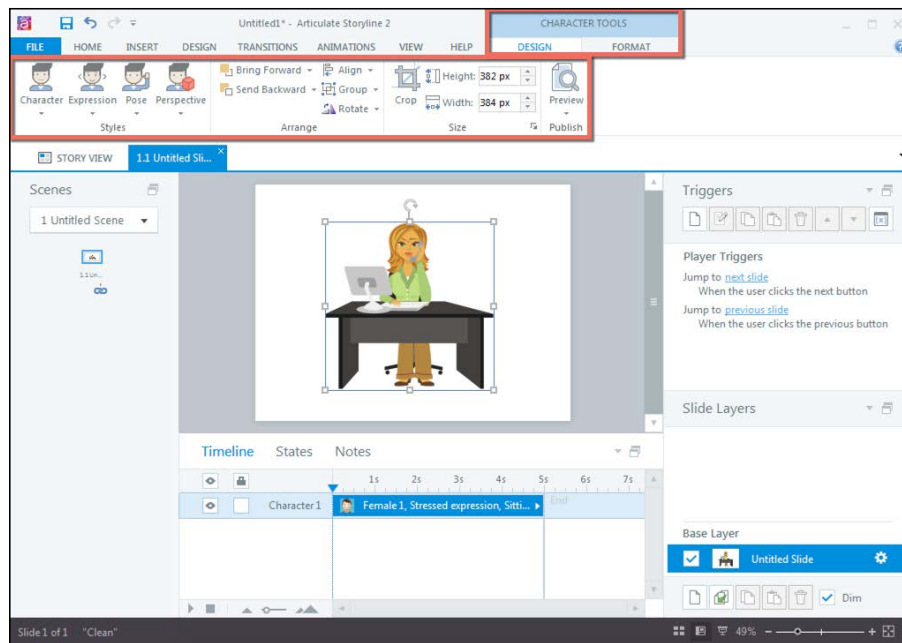 Untitled1* - Articulate Storyline 2
CHARACTER TOOLS
FILE HOME INSERT DESIGN TRANSITIONS ANIMATIONS VIEW HELP DESIGN FORMAT
Bring Forward Align Height: 382 px
Send Backward Group Width: 384 px
Rotate
Character Expression Pose Perspective Crop Preview
Styles Arrange Size Publish
STORY VIEW 1.1 Untitled Sli...
Scenes
1 Untitled Scene
1.1 Un...
Triggers
Player Triggers
Jump to next slide
When the user clicks the next button
Jump to previous slide
When the user clicks the previous button
Slide Layers
Timeline States Notes
1s 2s 3s 4s 5s 6s 7s
Character 1 Female 1, Stressed expression, Sitti... End
Base Layer
Untitled Slide
Dim
Slide 1 of 1 "Clean" 49%